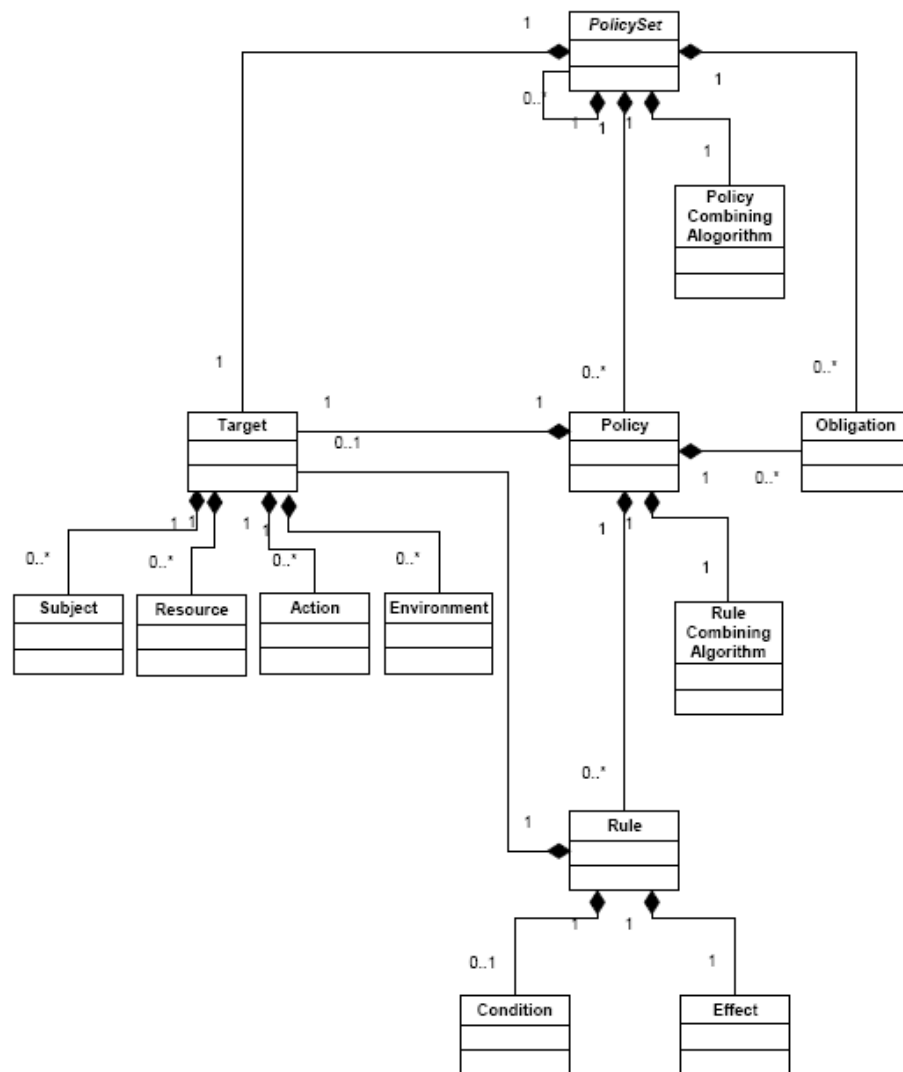 1
PolicySet
1
0..*
1
1
1
1
Policy
Combining
Alogorithm
1
0..*
0..*
Target
1
1
Policy
Obligation
0..1
1
0..*
1
1
1
1
0..*
0..*
0..*
0..*
1
1
1
Subject
Resource
Action
Environment
Rule
Combining
Algorithm
0..*
1
Rule
1
1
0..1
1
Condition
Effect